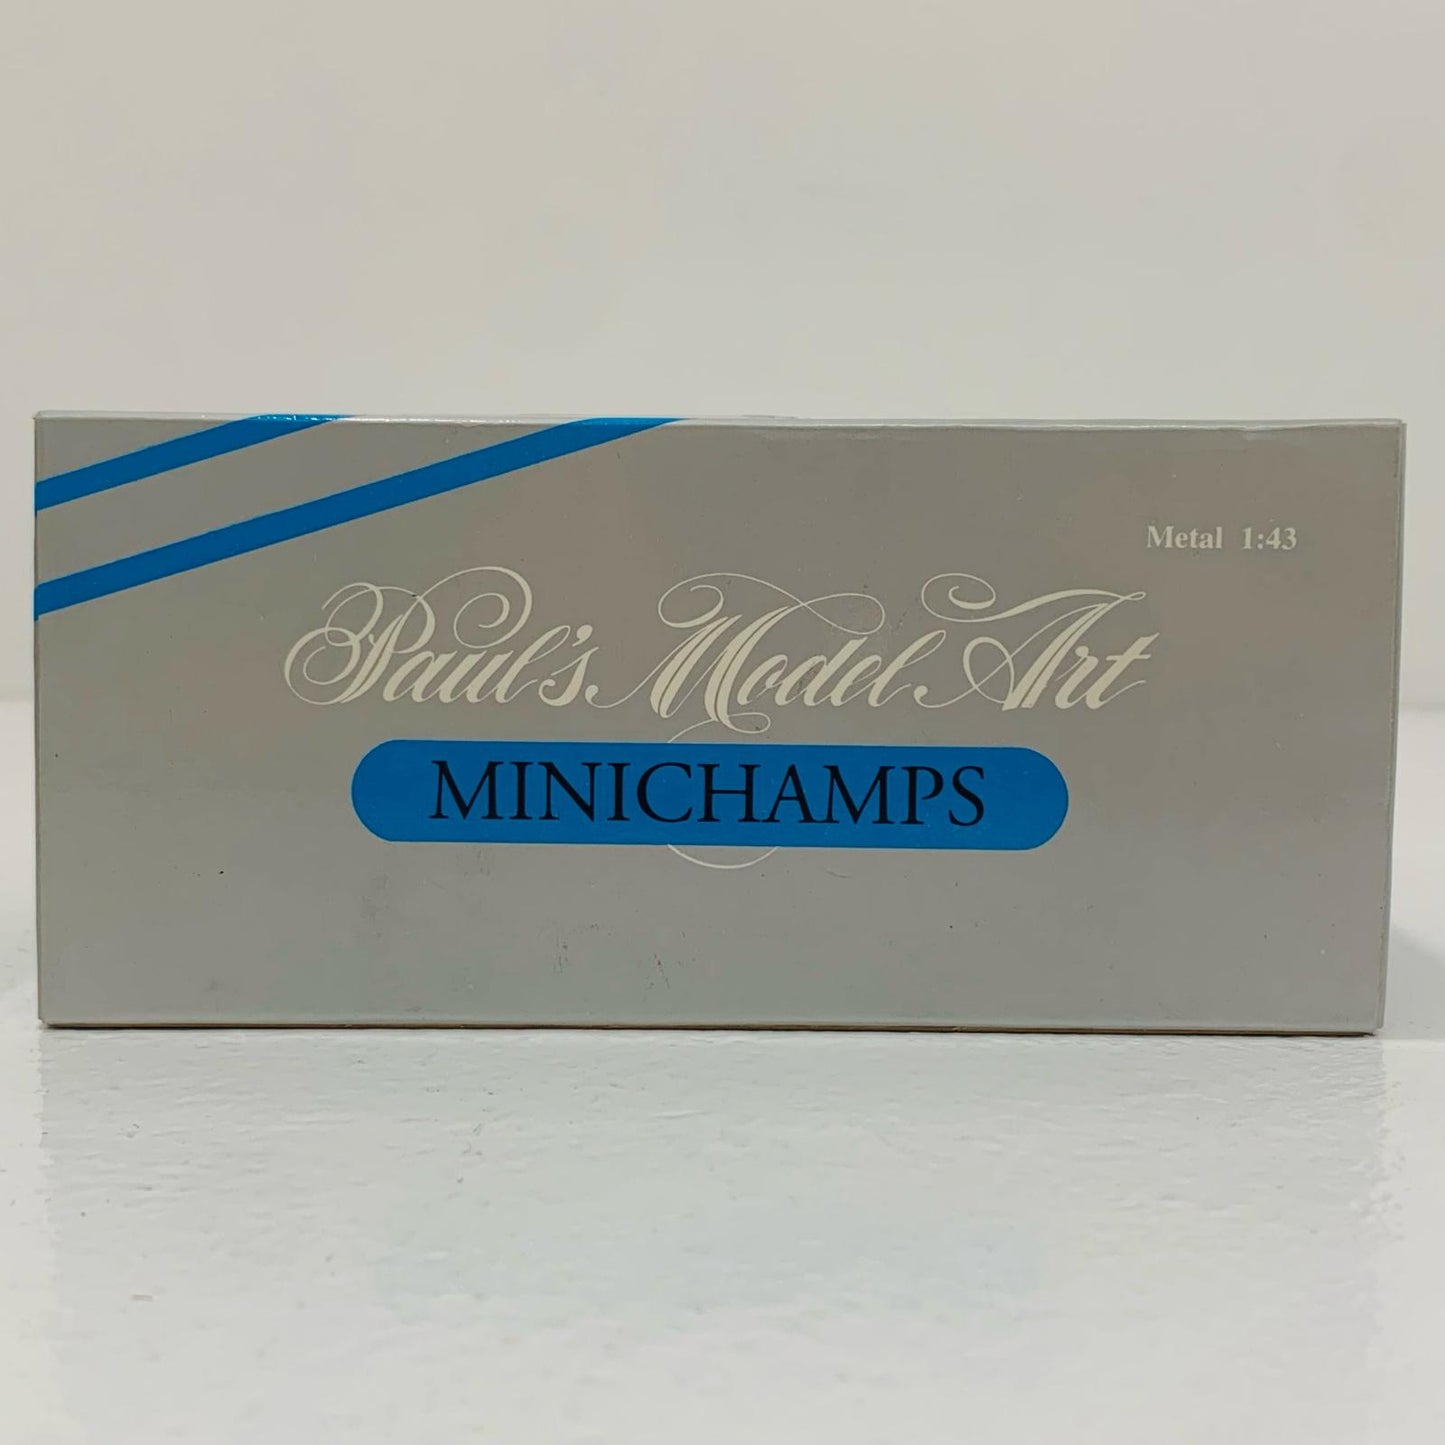 Metal 1:43
Paul's Model Art
MINICHAMPS